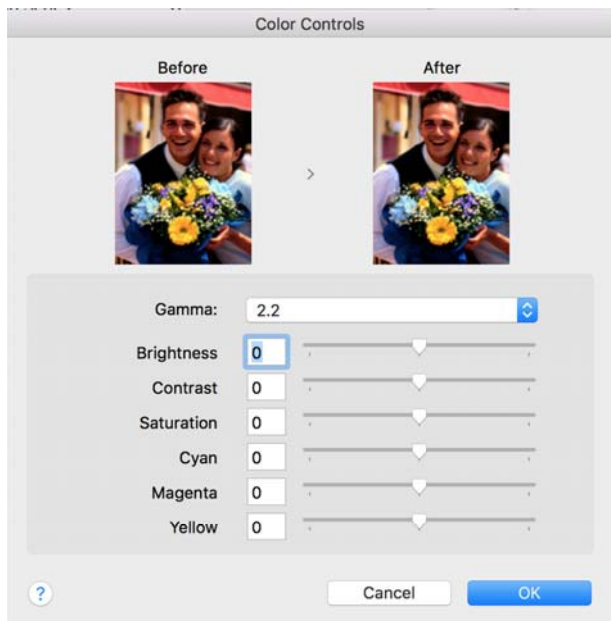 Color Controls
Before After
>
Gamma: 2.2
Brightness 0
Contrast 0
Saturation 0
Cyan 0
Magenta 0
Yellow 0
? Cancel OK